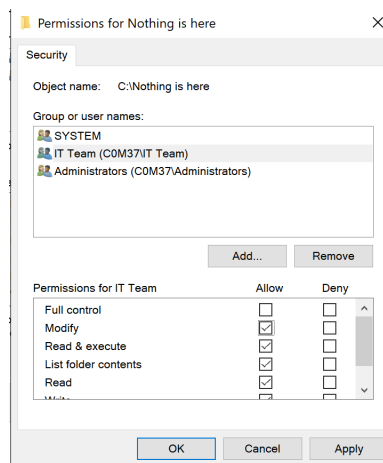 Permissions for Nothing is here
Security
Object name: C:\Nothing is here
Group or user names:
SYSTEM
IT Team (C0M37\IT Team)
Administrators (C0M37\Administrators)
Add... Remove
Permissions for IT Team Allow Deny
Full control
Modify
Read & execute
List folder contents
Read
OK Cancel Apply